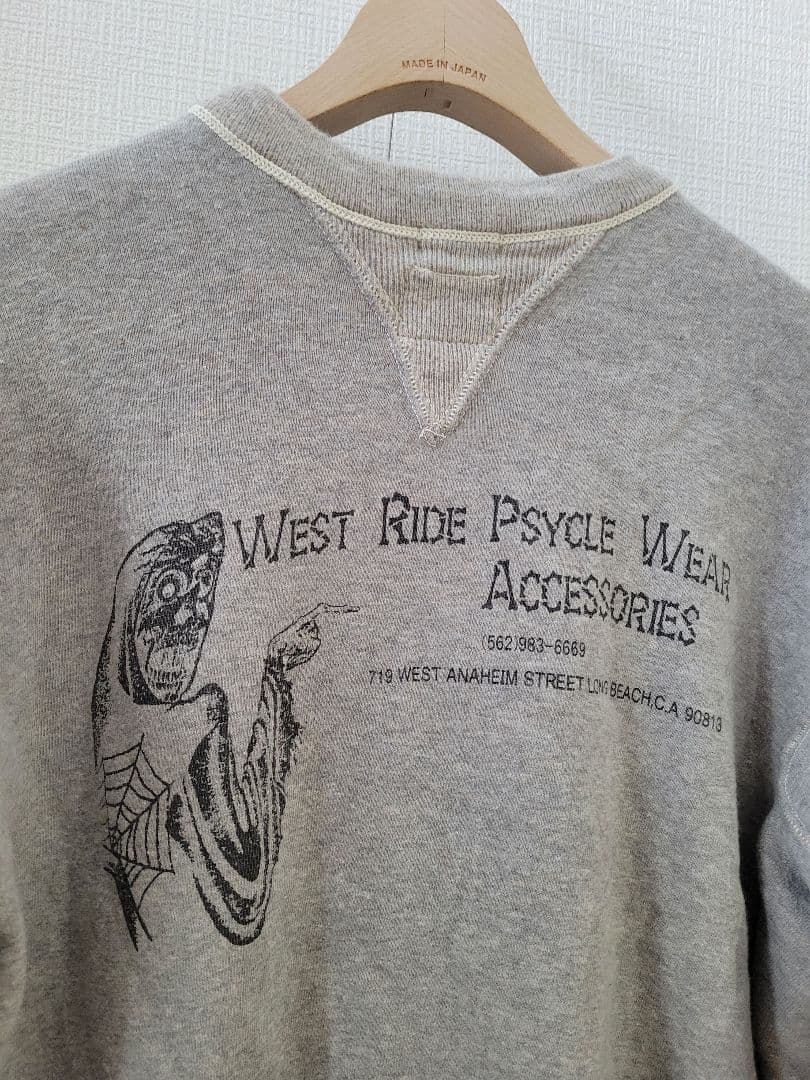 MADE IN JAPAN
WEST RIDE PSYCLE WEAR
ACCESSORIES
(562)983-6669
719 WEST ANAHEIM STREET LONG BEACH,C.A 90813